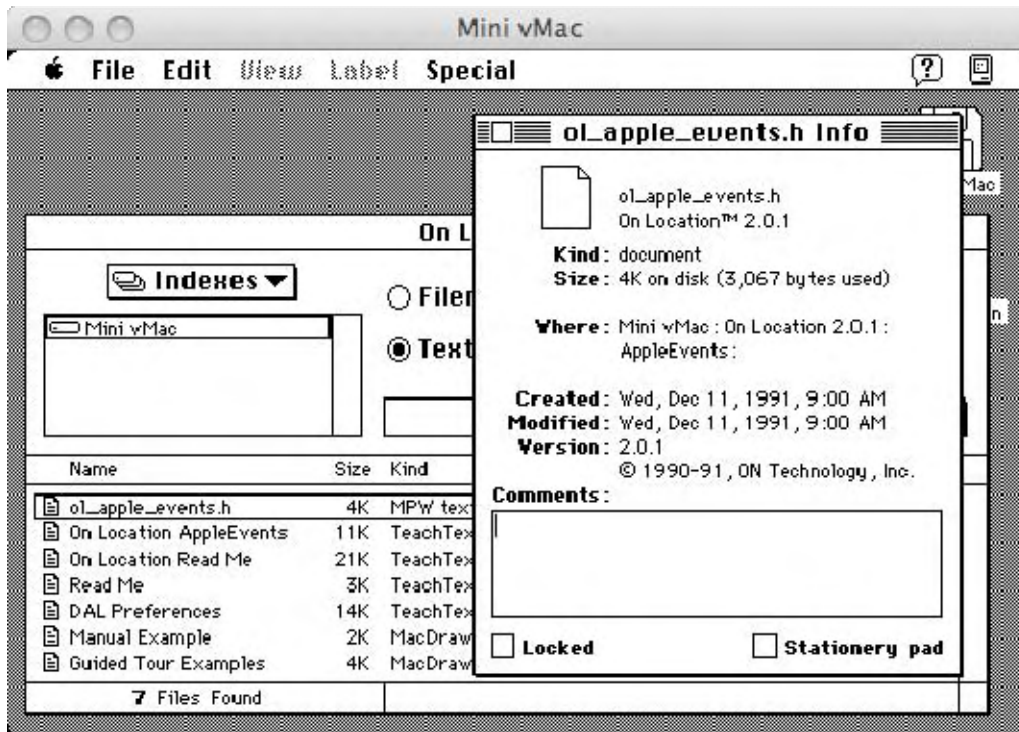 Mini vMac
File Edit View Label Special
ol_apple_events.h Info
Mac
ol_apple_events.h
On Location™ 2.0.1
Kind: document
Size: 4K on disk (3,067 bytes used)
Where: Mini vMac: On Location 2.0.1:
AppleEvents:
Created: Wed, Dec 11, 1991, 9:00 AM
Modified: Wed, Dec 11, 1991, 9:00 AM
Version: 2.0.1
© 1990-91, ON Technology, Inc.
Comments:
Locked Stationery pad
On L
Indexes
Filer
n
Mini vMac
Text
Name Size Kind
ol_apple_events.h 4K MPW tex
On Location AppleEvents 11K TeachTex
On Location Read Me 21K TeachTex
Read Me 3K TeachTex
DAL Preferences 14K TeachTex
Manual Example 2K MacDraw
Guided Tour Examples 4K MacDraw
7 Files Found